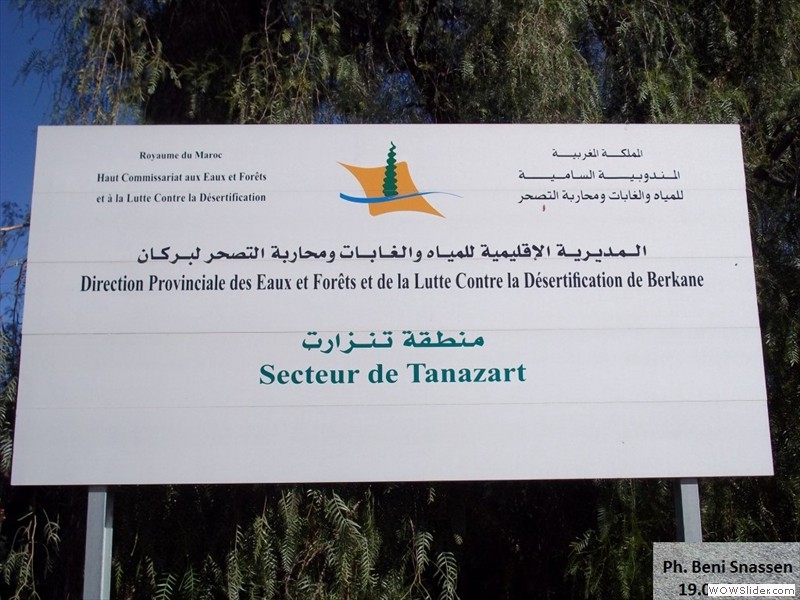 Royaume du Maroc
Haut Commissariat aux Eaux et Forêts
et à la Lutte Contre la Désertification
المملكة المغربية
المندوبية السامية
للمياه والغابات ومحاربة التصحر
المديرية الإقليمية للمياه والغابات ومحاربة التصحر لبركان
Direction Provinciale des Eaux et Forêts et de la Lutte Contre la Désertification de Berkane
منطقة تنزارت
Secteur de Tanazart
Ph. Beni Snassen
WOWSlider.com